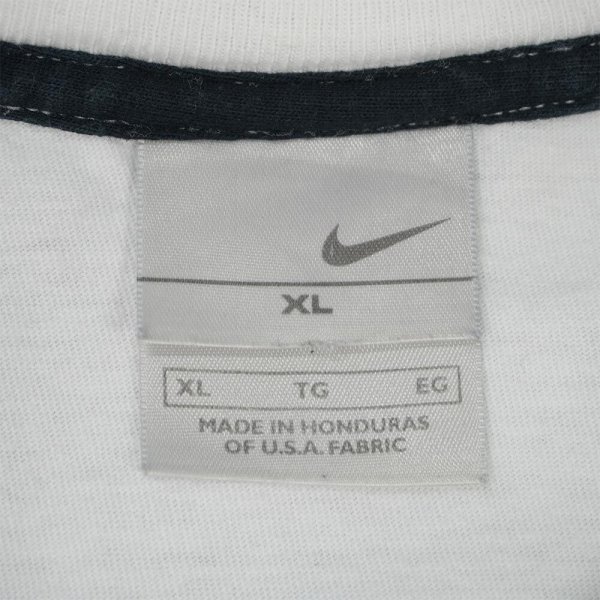 XL
XL TG EG
MADE IN HONDURAS
OF U.S.A. FABRIC